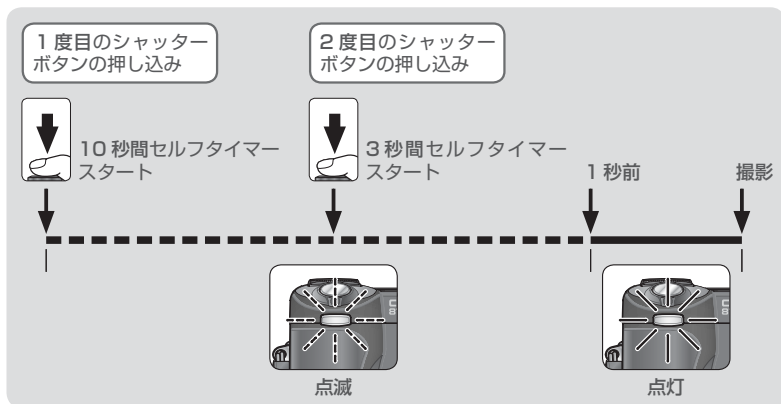 1度目のシャッター
ボタンの押し込み
2度目のシャッター
ボタンの押し込み
10秒間セルフタイマー
スタート
3秒間セルフタイマー
スタート
1秒前
撮影
点滅
点灯